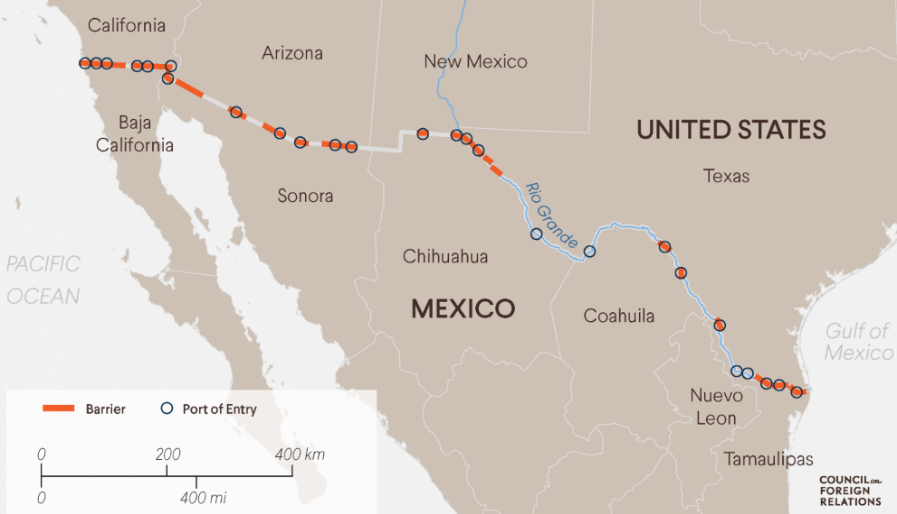 California
Arizona
New Mexico
UNITED STATES
Baja
California
Texas
Sonora
Rio Grande
PACIFIC
OCEAN
Chihuahua
MEXICO
Coahuila
Gulf of
Mexico
Nuevo
Leon
Tamaulipas
Barrier
Port of Entry
0 200 400 km
0 400 mi
COUNCIL on
FOREIGN
RELATIONS